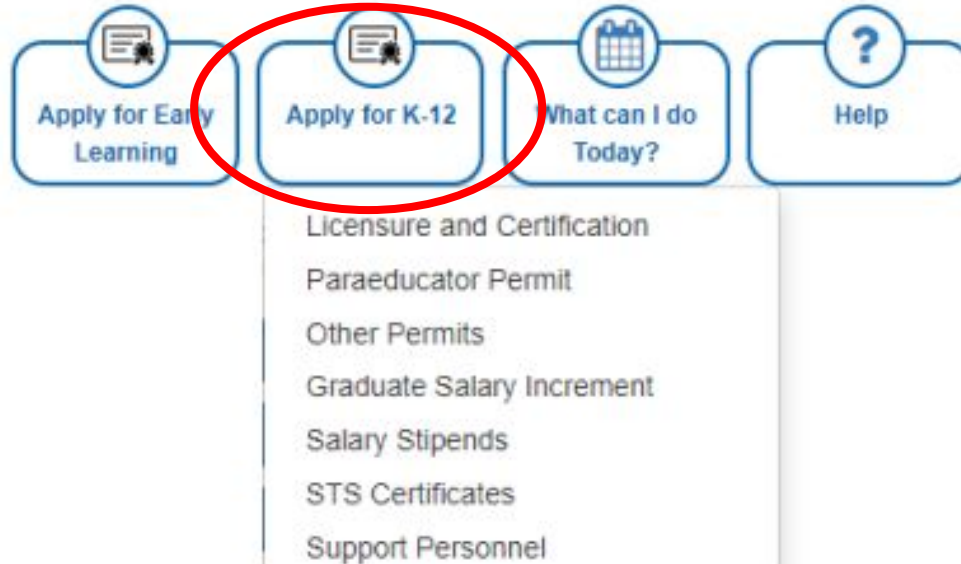 Apply for Early
Learning
Apply for K-12
What can I do
Today?
?
Help
Licensure and Certification
Paraeducator Permit
Other Permits
Graduate Salary Increment
Salary Stipends
STS Certificates
Support Personnel